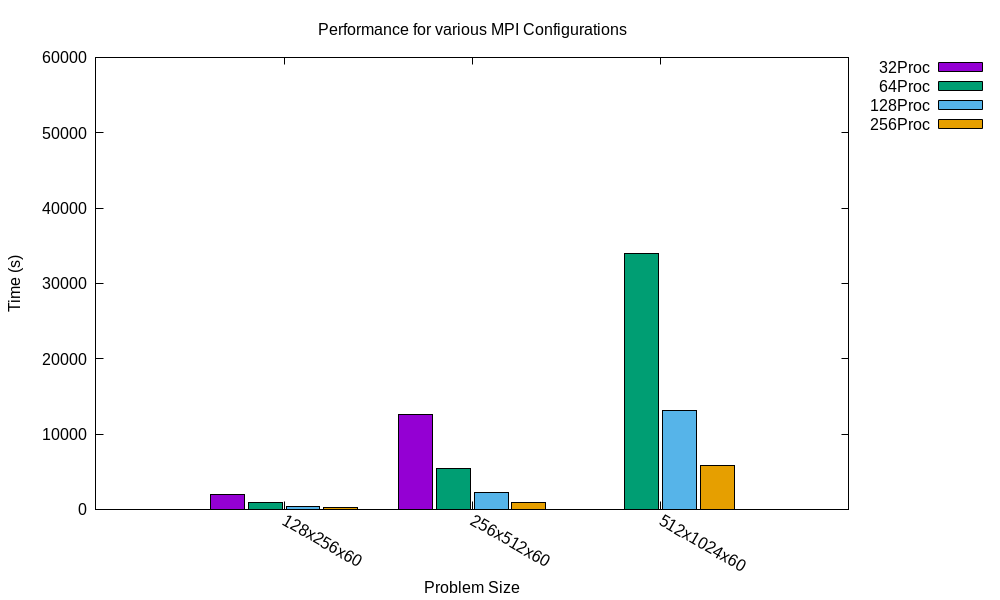 Performance for various MPI Configurations
60000
50000
40000
30000
20000
10000
0
Time (s)
128x256x60
256x512x60
512x1024x60
Problem Size
32Proc
64Proc
128Proc
256Proc